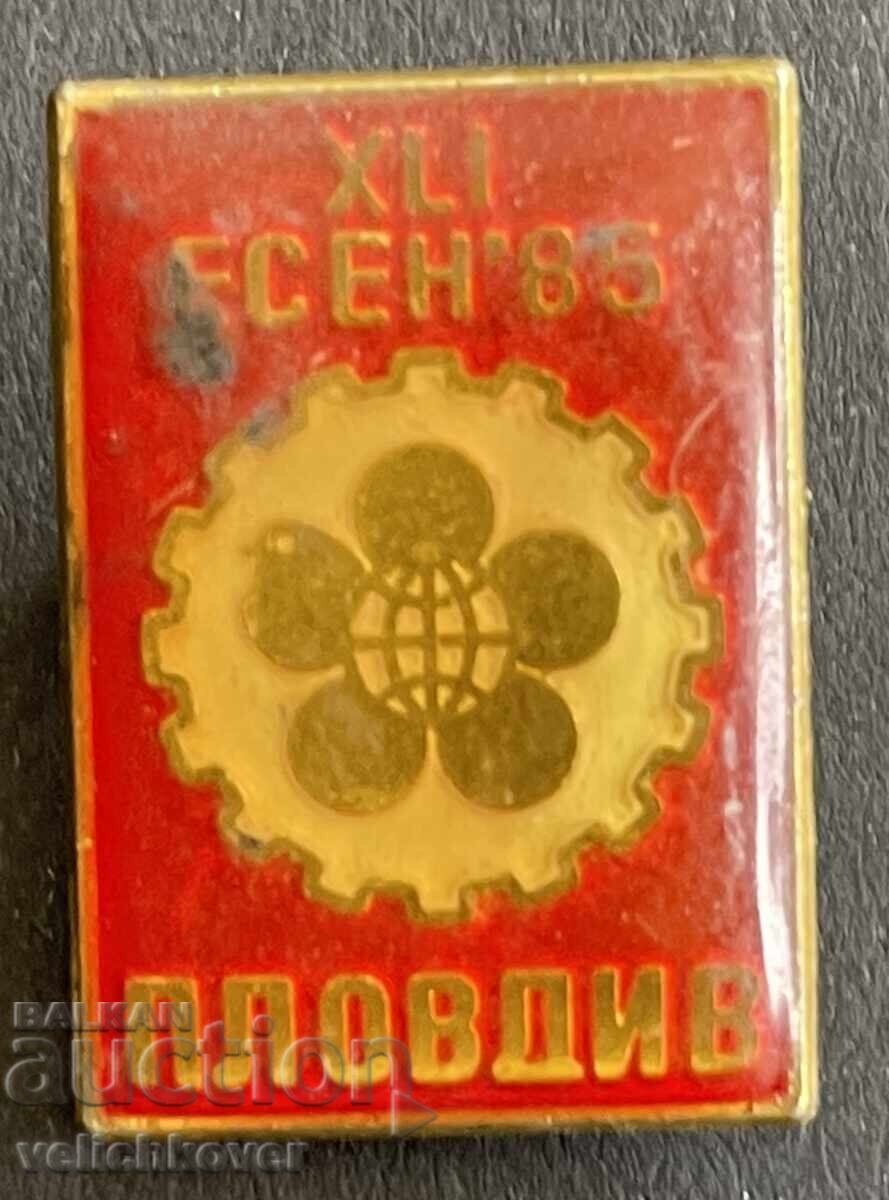 XLI
ЕСЕН'85
ПЛОВДИВ
BALKAN
auction
velichkover